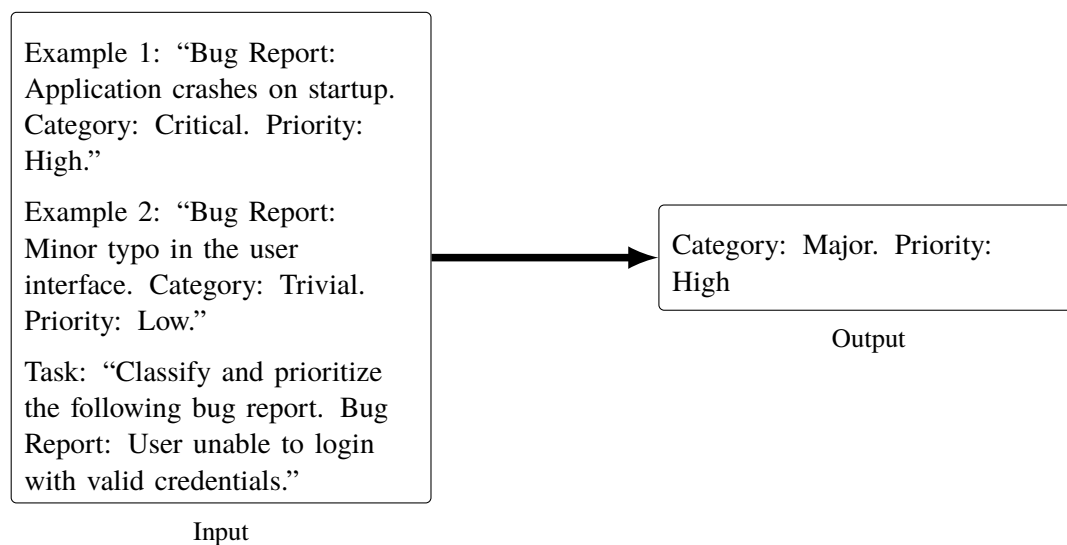 Example 1: “Bug Report:
Application crashes on startup.
Category: Critical. Priority:
High.”
Example 2: “Bug Report:
Minor typo in the user
interface. Category: Trivial.
Priority: Low.”
Task: “Classify and prioritize
the following bug report. Bug
Report: User unable to login
with valid credentials.”
Input
Category: Major. Priority:
High
Output